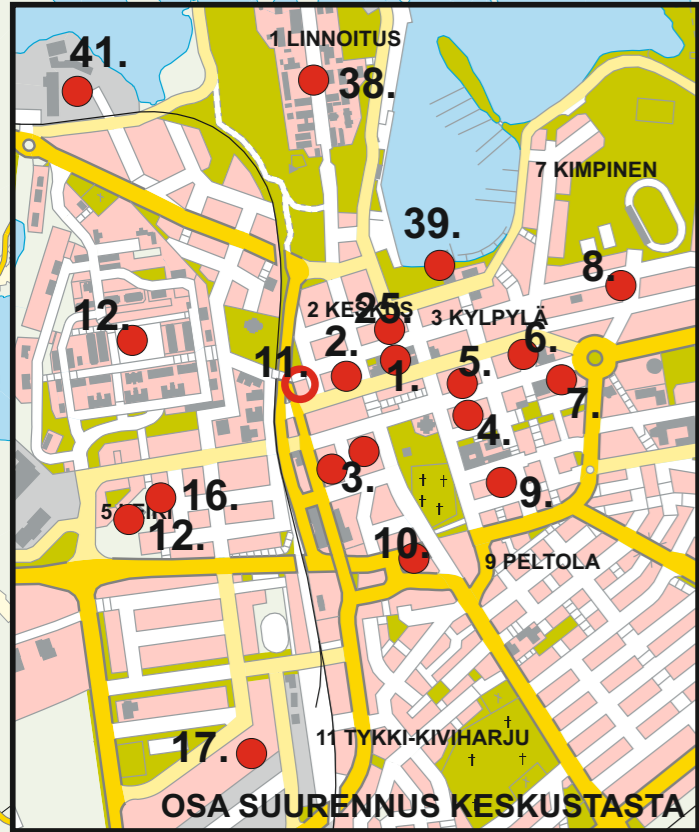 41.
1 LINNOITUS
38.
7 KIMPINEN
39.
8.
2 KESKUS
25.
3 KYLPYLÄ
12.
6.
2.
11.
1.
5.
7.
4.
3.
9.
16.
12.
10.
9 PELTOLA
17.
11 TYKKI-KIVIHARJU
OSA SUURENNUS KESKUSTASTA